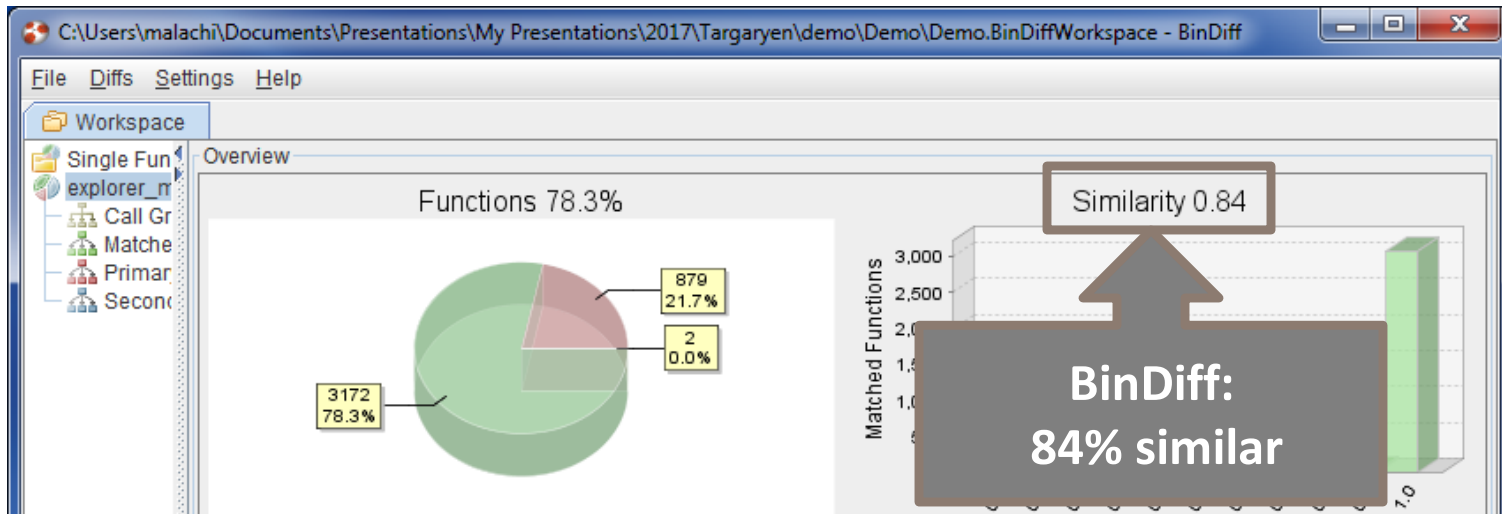 C:\Users\malachi\Documents\Presentations\My Presentations\2017\Targaryen\demo\Demo\Demo.BinDiffWorkspace - BinDiff
File Diffs Settings Help
Workspace
Single Fun
explorer_m
Call Gr
Matche
Primar
Second
Overview
Functions 78.3%
879
21.7%
2
0.0%
3172
78.3%
Similarity 0.84
Matched Functions
3,000
2,500
1.0
BinDiff:
84% similar